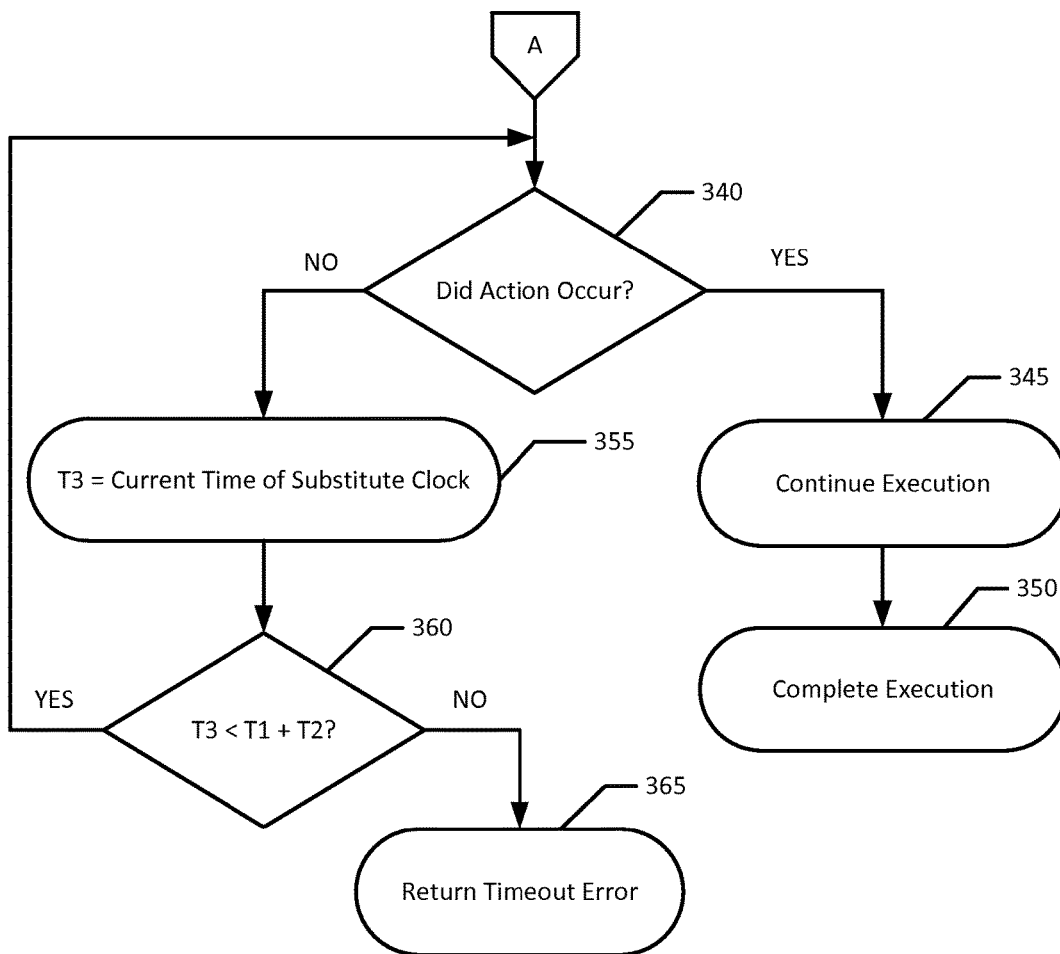 A
340
NO
YES
Did Action Occur?
345
355
T3 = Current Time of Substitute Clock
Continue Execution
350
360
YES
NO
Complete Execution
T3 < T1 + T2?
365
Return Timeout Error